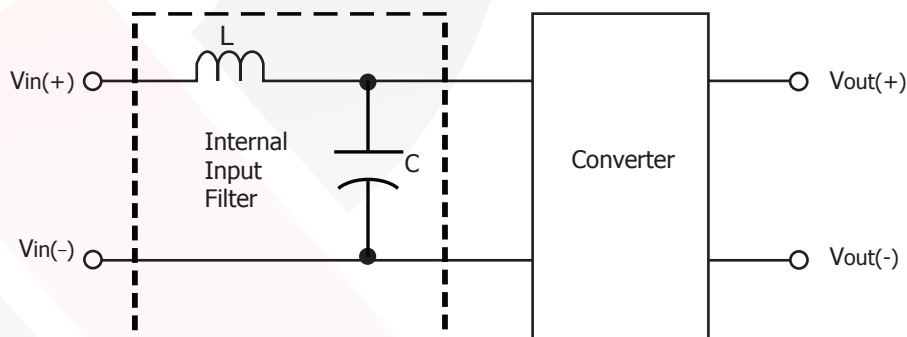 L
Vin(+)
Vout(+)
Internal
Input
Filter
C
Converter
Vin(−)
Vout(-)